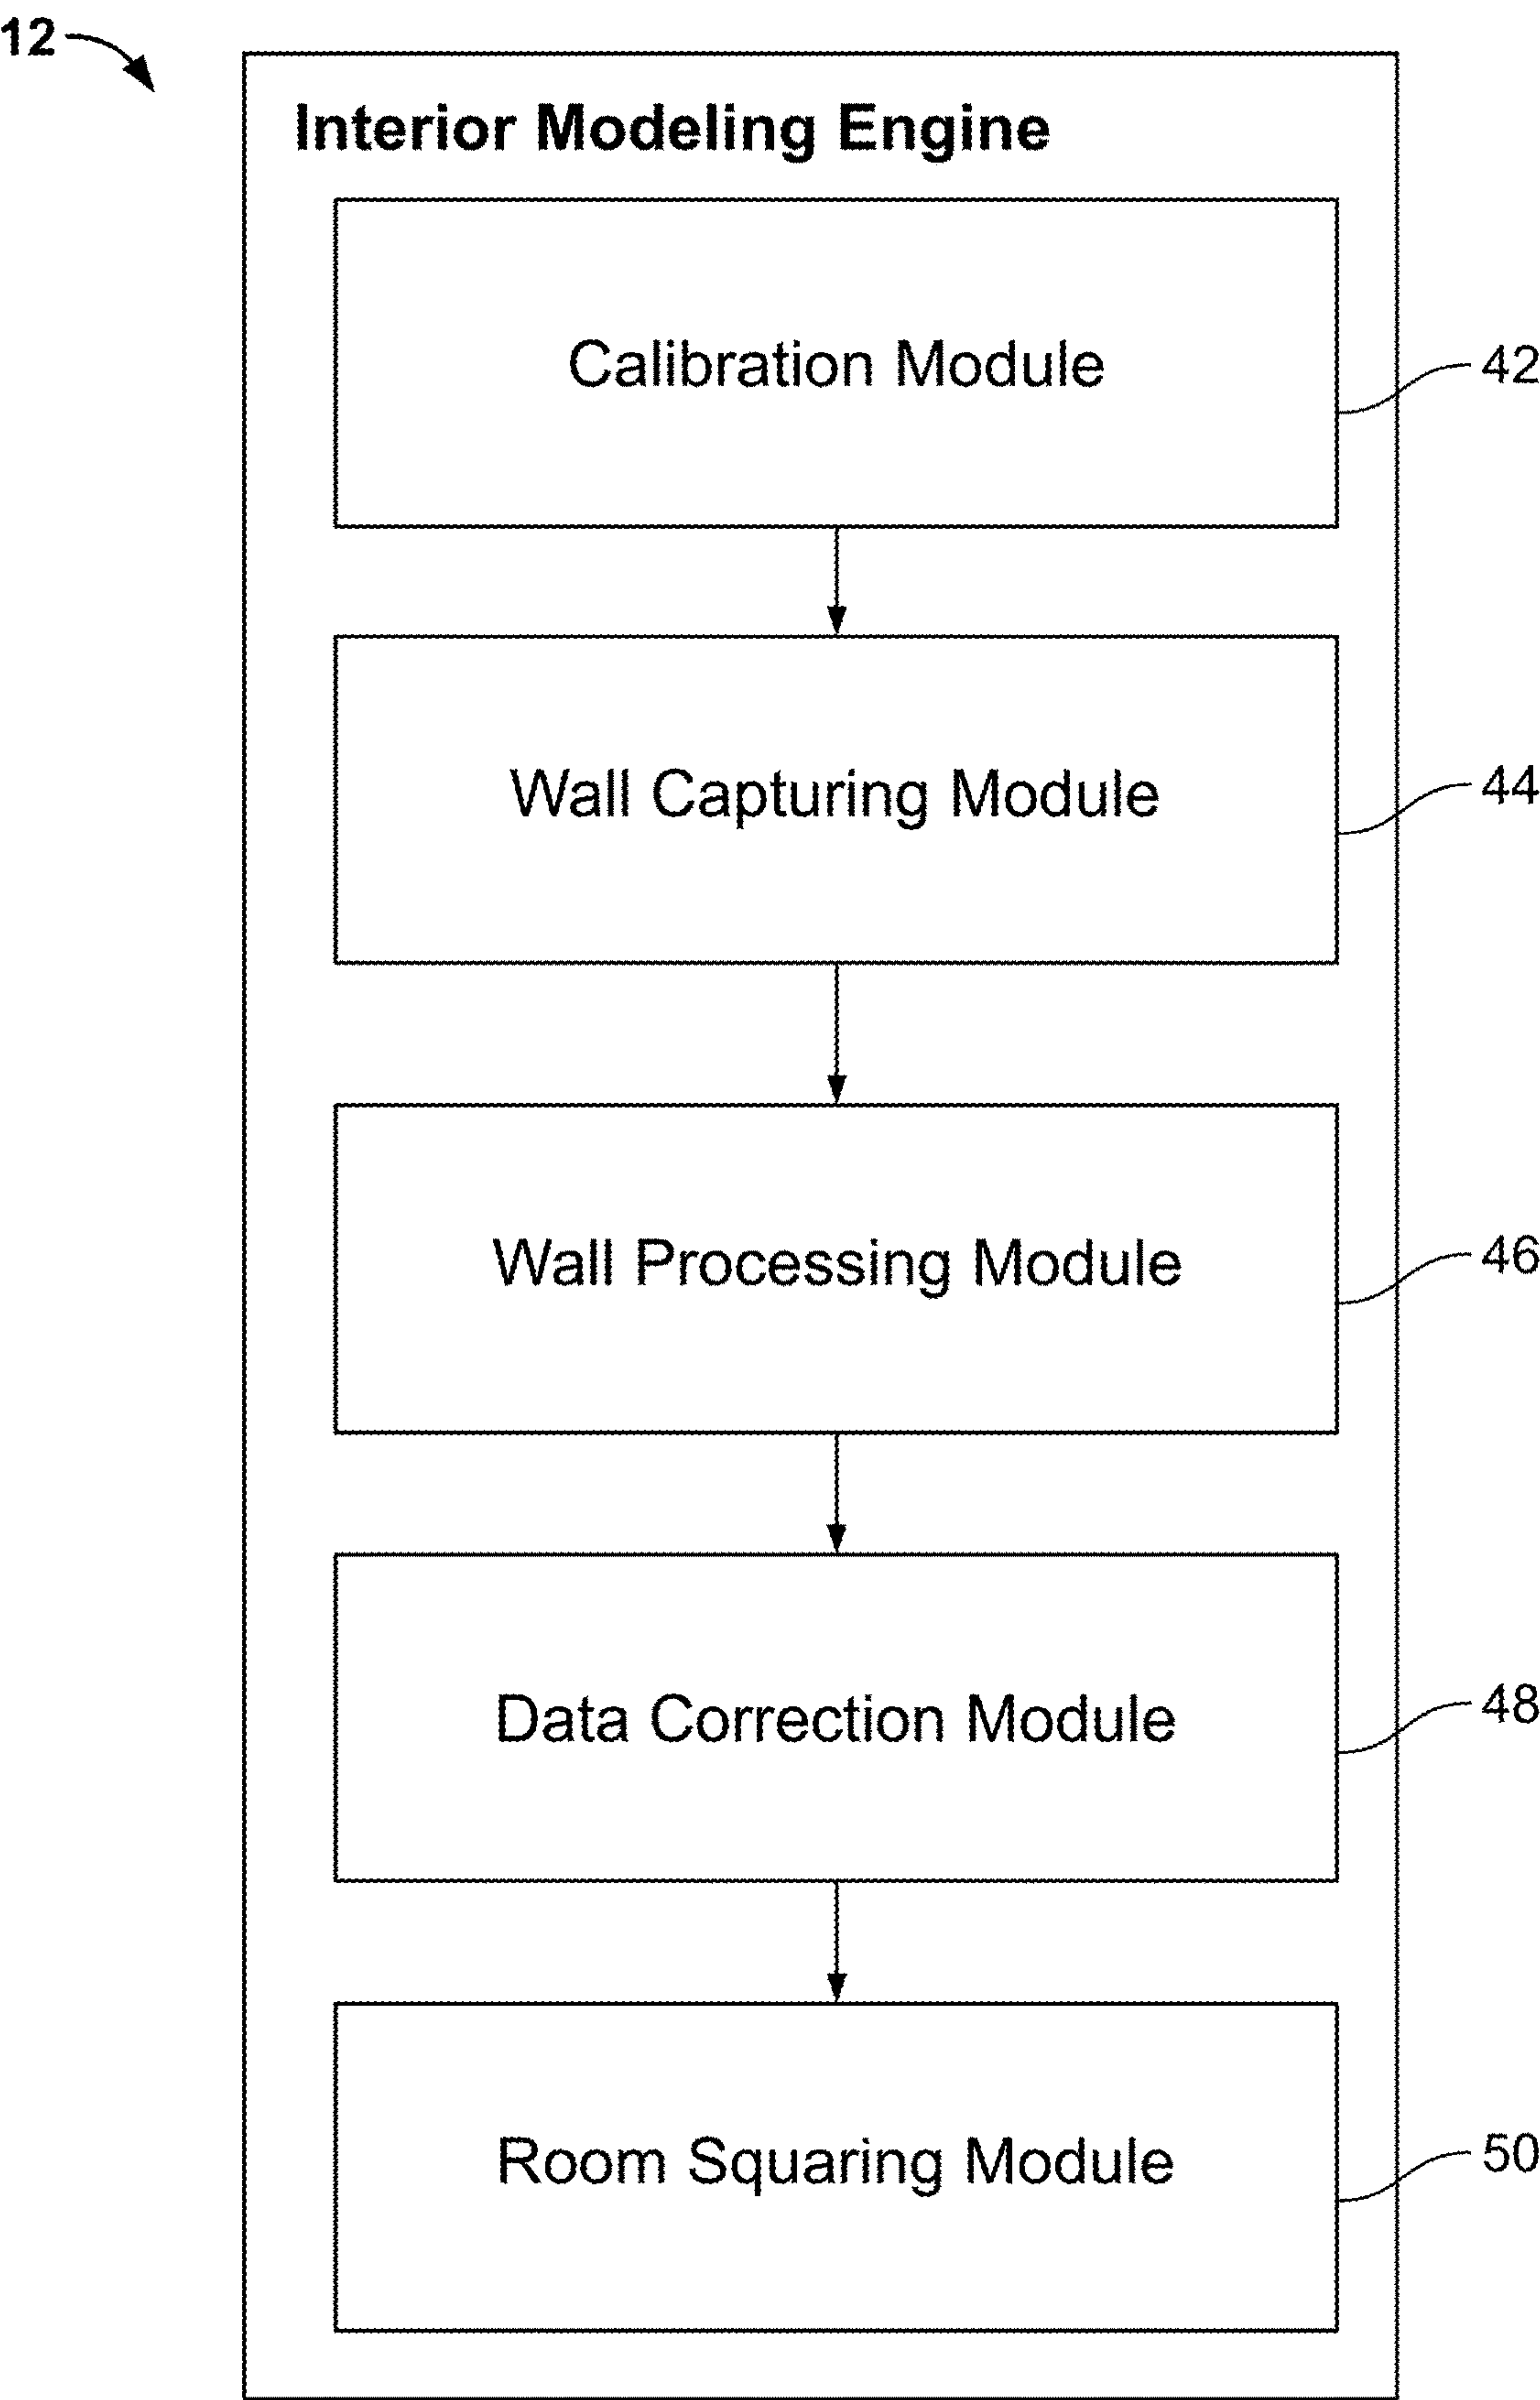 12
Interior Modeling Engine
Calibration Module
42
Wall Capturing Module
44
Wall Processing Module
46
Data Correction Module
48
Room Squaring Module
50